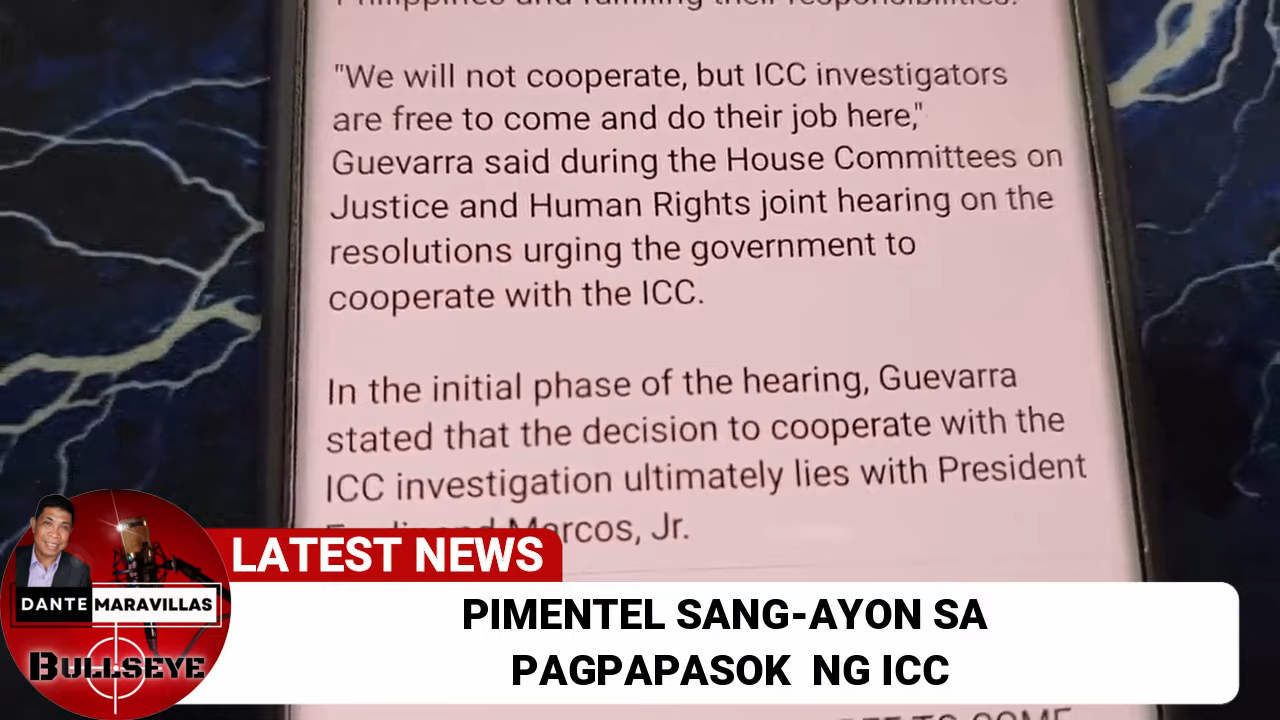 "We will not cooperate, but ICC investigators
are free to come and do their job here,"
Guevarra said during the House Committees on
Justice and Human Rights joint hearing on the
resolutions urging the government to
cooperate with the ICC.
In the initial phase of the hearing, Guevarra
stated that the decision to cooperate with the
ICC investigation ultimately lies with President
Marcos, Jr.
LATEST NEWS
DANTE MARAVILLAS
BULLSEYE
PIMENTEL SANG-AYON SA
PAGPAPASOK NG ICC